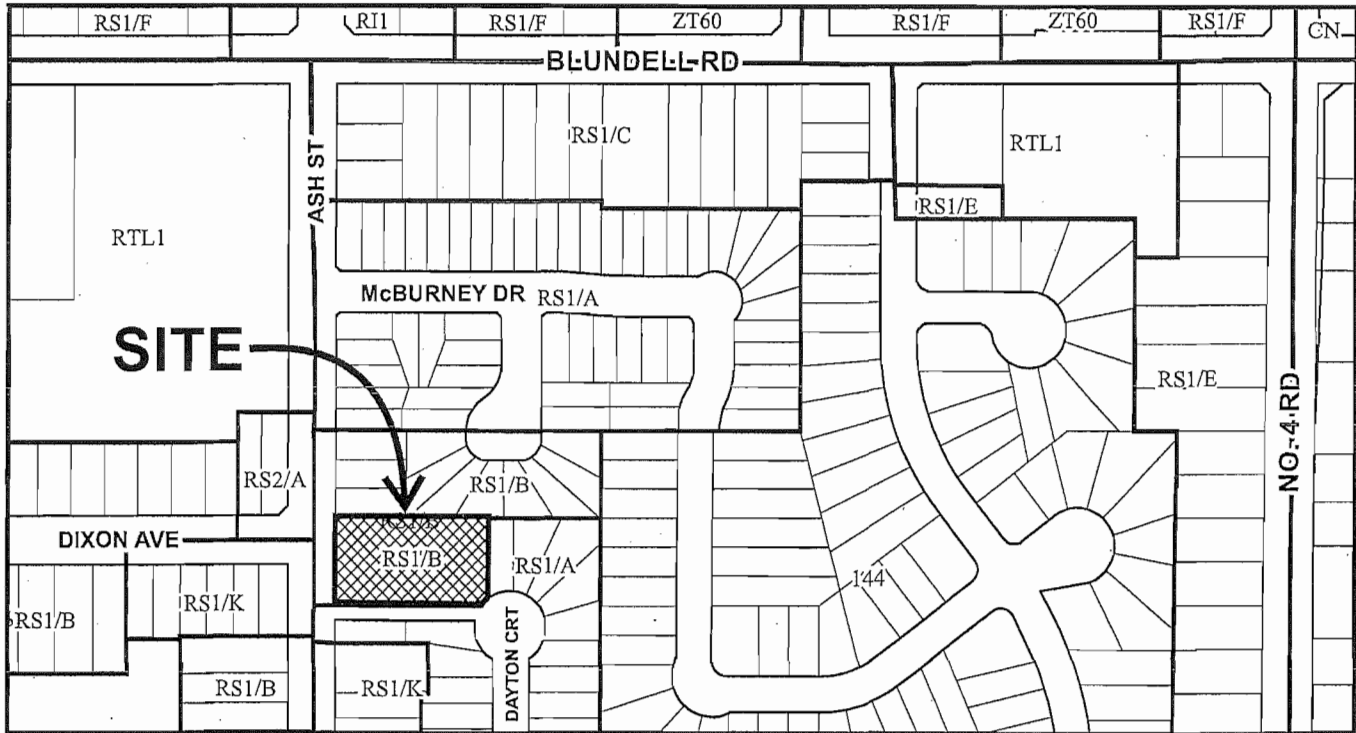 RS1/F RI1 RS1/F ZT60 RS1/F ZT60 RS1/F CN
BLUNDELL RD
RS1/C
RTL1
ASH ST
RS1/E
RTL1
McBURNEY DR RS1/A
SITE
RS1/E
NO. 4 RD
RS2/A
RS1/B
DIXON AVE
RS1/B
RS1/A
144
RS1/B
RS1/K
RS1/B
RS1/K
DAYTON CRT